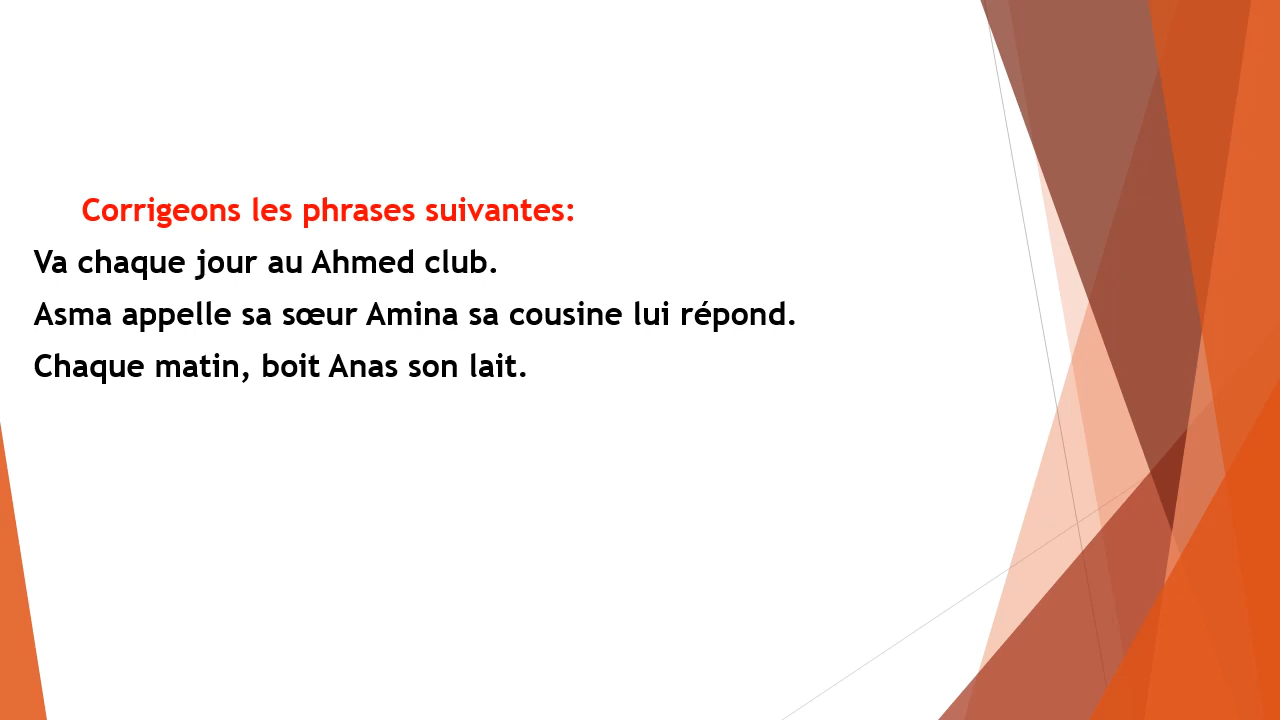 Corrigeons les phrases suivantes:
Va chaque jour au Ahmed club.
Asma appelle sa sœur Amina sa cousine lui répond.
Chaque matin, boit Anas son lait.